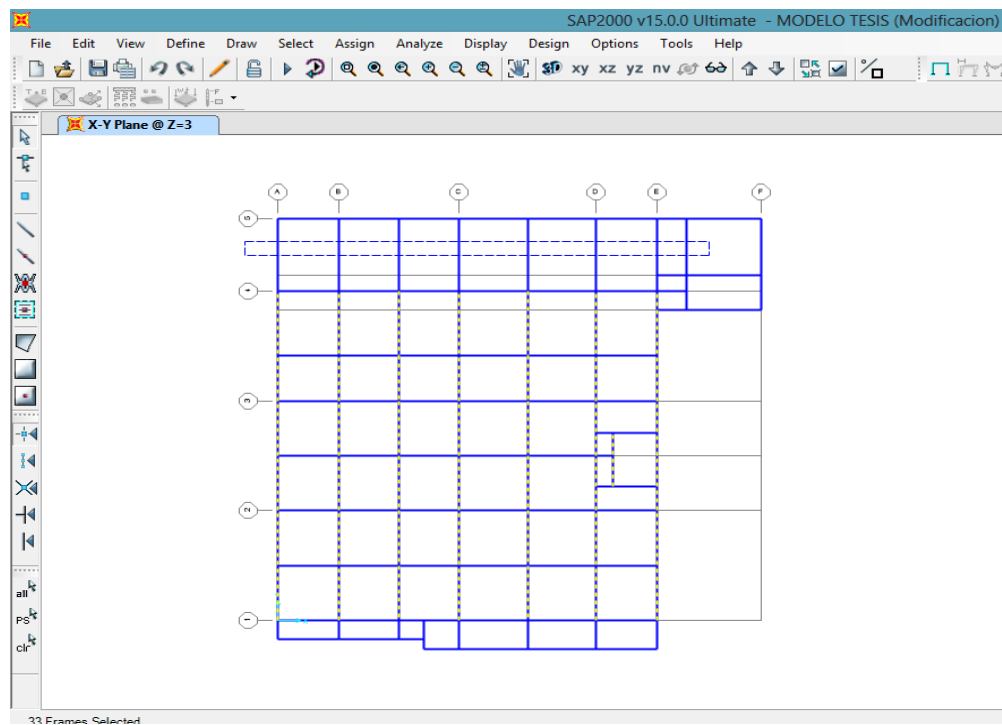 SAP2000 v15.0.0 Ultimate - MODELO TESIS (Modificacion)
File Edit View Define Draw Select Assign Analyze Display Design Options Tools Help
3D xy xz yz nv
X-Y Plane @ Z=3
A B C D E F
5
4
3
2
1
all
PS
clr
33 Frames Selected